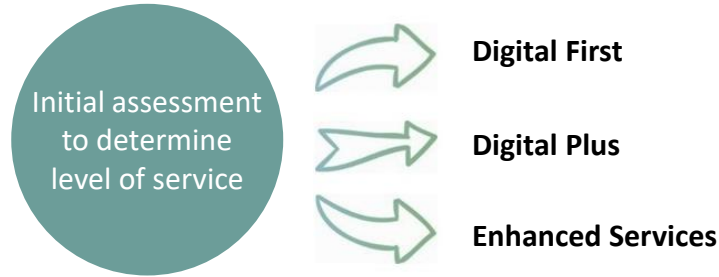 Initial assessment
to determine
level of service
Digital First
Digital Plus
Enhanced Services